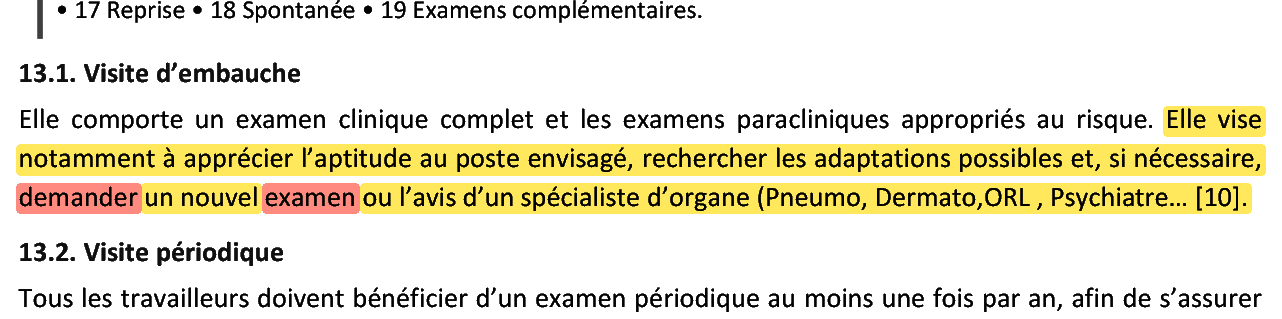 • 17 Reprise • 18 Spontanée • 19 Examens complémentaires.
13.1. Visite d’embauche
Elle comporte un examen clinique complet et les examens paracliniques appropriés au risque. Elle vise
notamment à apprécier l’aptitude au poste envisagé, rechercher les adaptations possibles et, si nécessaire,
demander un nouvel examen ou l’avis d’un spécialiste d’organe (Pneumo, Dermato,ORL , Psychiatre… [10].
13.2. Visite périodique
Tous les travailleurs doivent bénéficier d’un examen périodique au moins une fois par an, afin de s’assurer